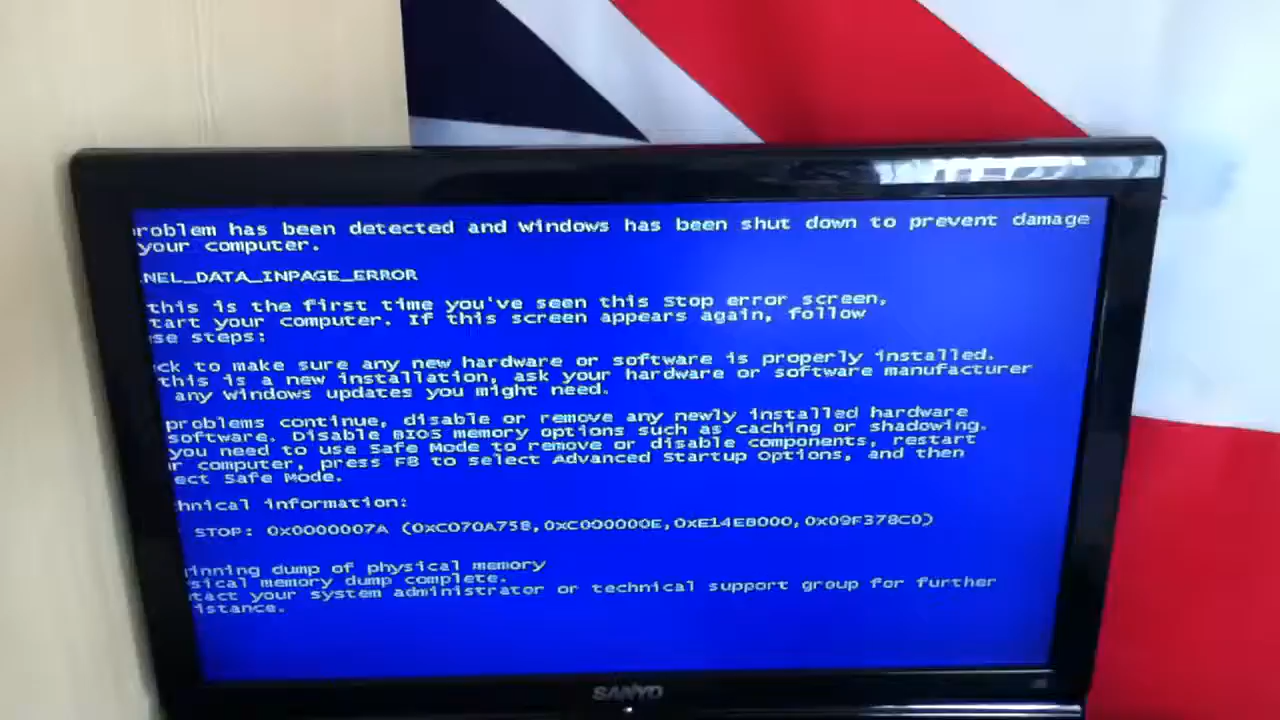 roblem has been detected and windows has been shut down to prevent damage
your computer.
NEL_DATA_INPAGE_ERROR
this is the first time you've seen this Stop error screen,
tart your computer. If this screen appears again, follow
se steps:
ck to make sure any new hardware or software is properly installed.
this is a new installation, ask your hardware or software manufacturer
any windows updates you might need.
problems continue, disable or remove any newly installed hardware
software. Disable BIOS memory options such as caching or shadowing.
you need to use Safe Mode to remove or disable components, restart
r computer, press F8 to select Advanced Startup Options, and then
ect Safe Mode.
hnical information:
STOP: 0x0000007A (0xC070A758,0xC000000E,0xE14EB000,0x09F378C0)
inning dump of physical memory
sical memory dump complete.
tact your system administrator or technical support group for further
istance.
SANYO